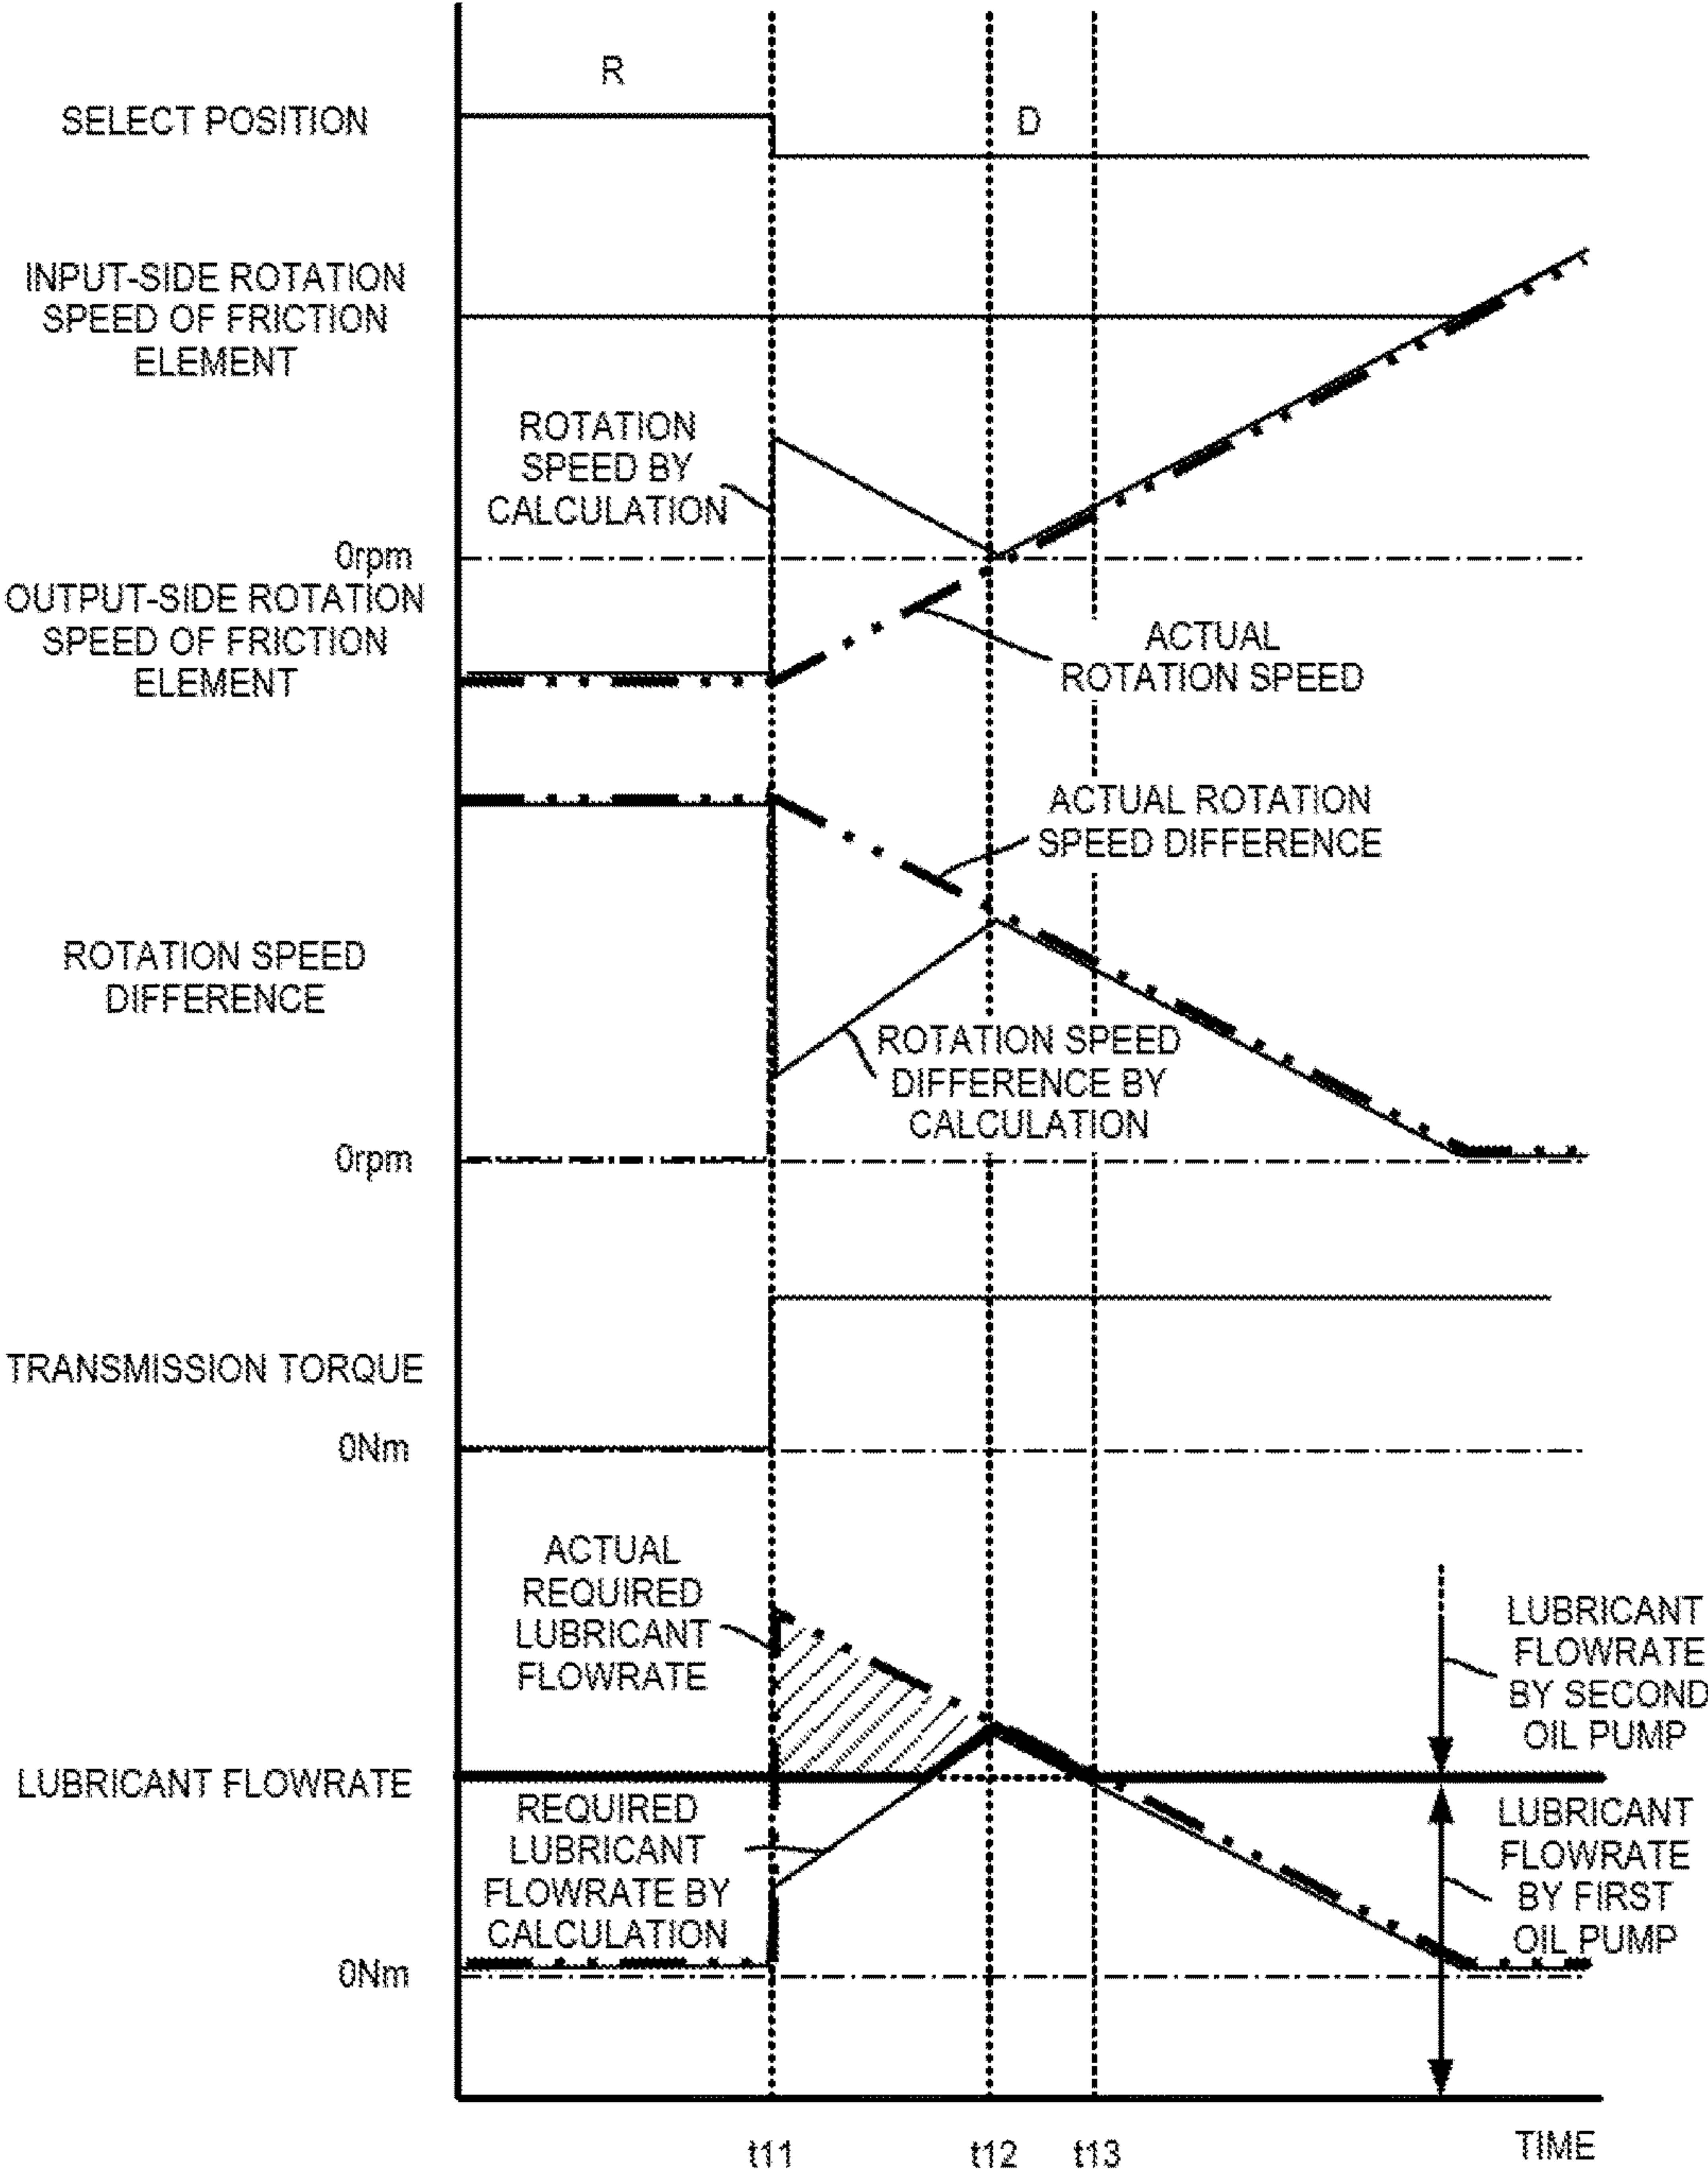 R
D
SELECT POSITION
INPUT-SIDE ROTATION
SPEED OF FRICTION
ELEMENT
ROTATION
SPEED BY
CALCULATION
0rpm
OUTPUT-SIDE ROTATION
SPEED OF FRICTION
ELEMENT
ACTUAL
ROTATION SPEED
ACTUAL ROTATION
SPEED DIFFERENCE
ROTATION SPEED
DIFFERENCE
ROTATION SPEED
DIFFERENCE BY
CALCULATION
0rpm
TRANSMISSION TORQUE
0Nm
ACTUAL
REQUIRED
LUBRICANT
FLOWRATE
LUBRICANT
FLOWRATE
BY SECOND
OIL PUMP
LUBRICANT FLOWRATE
REQUIRED
LUBRICANT
FLOWRATE BY
CALCULATION
LUBRICANT
FLOWRATE
BY FIRST
OIL PUMP
0Nm
t11
t12
t13
TIME